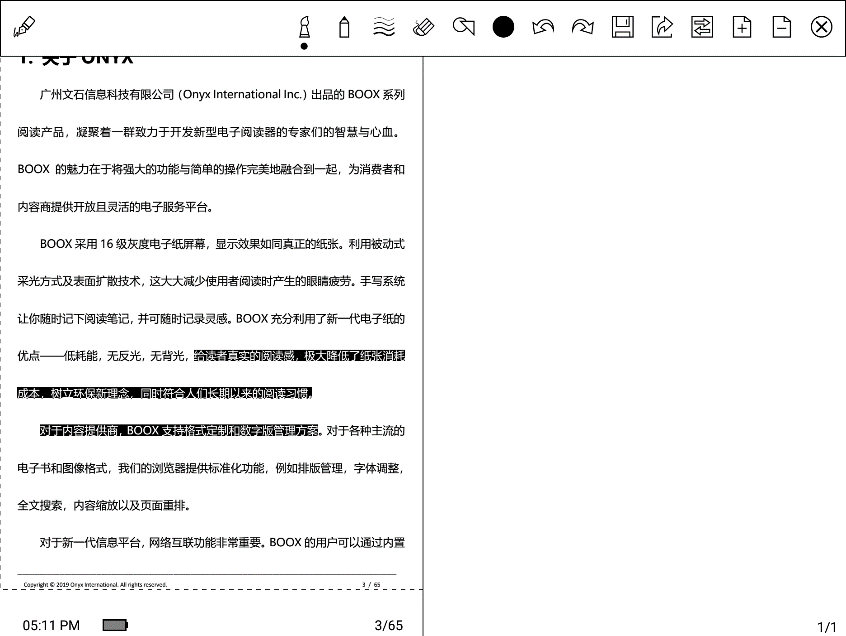 1. 关于 ONYX
广州文石信息科技有限公司（Onyx International Inc.）出品的 BOOX 系列
阅读产品，凝聚着一群致力于开发新型电子阅读器的专家们的智慧与心血。
BOOX 的魅力在于将强大的功能与简单的操作完美地融合到一起，为消费者和
内容商提供开放且灵活的电子服务平台。
BOOX 采用 16 级灰度电子纸屏幕，显示效果如同真正的纸张。利用被动式
采光方式及表面扩散技术，这大大减少使用者阅读时产生的眼睛疲劳。手写系统
让你随时记下阅读笔记，并可随时记录灵感。BOOX 充分利用了新一代电子纸的
优点——低耗能，无反光，无背光，给读者真实的阅读感，极大降低了纸张消耗
成本，树立环保新理念，同时符合人们长期以来的阅读习惯。
对于内容提供商，BOOX 支持格式定制和数字版管理方案。对于各种主流的
电子书和图像格式，我们的浏览器提供标准化功能，例如排版管理，字体调整，
全文搜索，内容缩放以及页面重排。
对于新一代信息平台，网络互联功能非常重要。BOOX 的用户可以通过内置
Copyright © 2019 Onyx International. All rights reserved.
3 / 65
05:11 PM
3/65
1/1